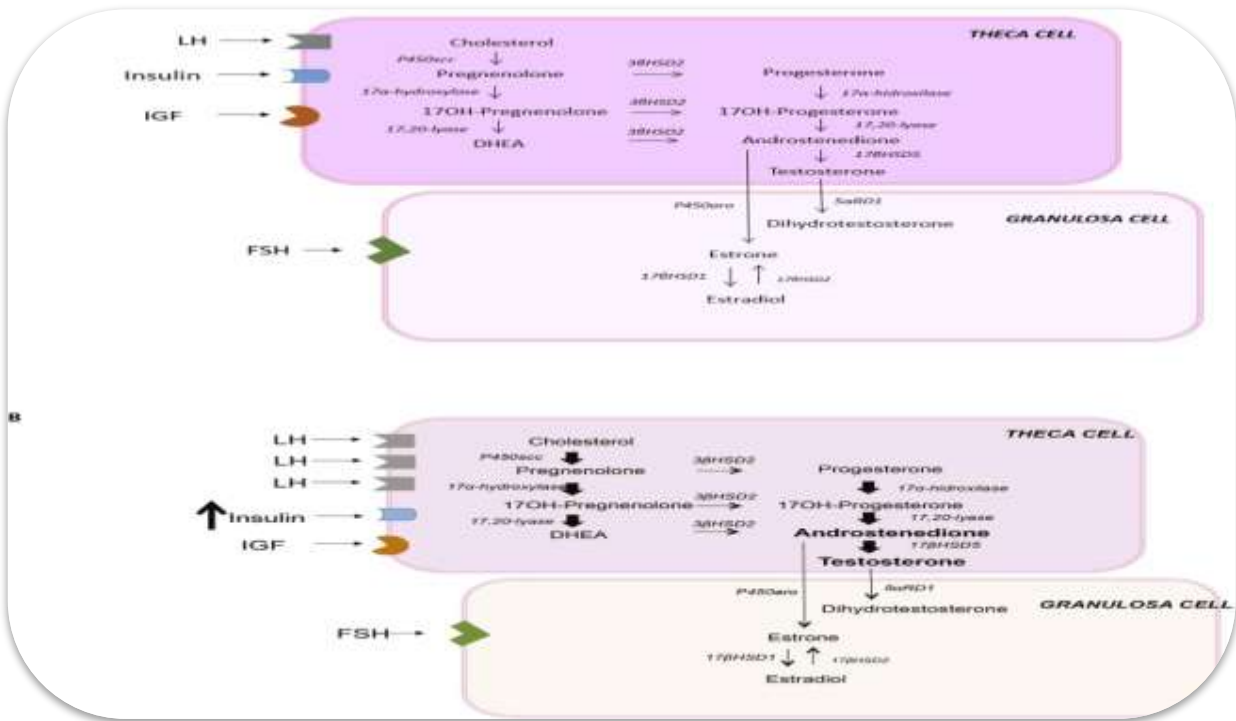 LH
Insulin
IGF
THECA CELL
Cholesterol
P450scc
Pregnenolone
3βHSD2
Progesterone
17α-hydroxylase
17α-hidroxilase
17OH-Pregnenolone
3βHSD2
17OH-Progesterone
17,20-lyase
17,20-lyase
DHEA
3βHSD2
Androstenedione
17βHSD5
Testosterone
P450aro
5αRD1
GRANULOSA CELL
Dihydrotestosterone
FSH
Estrone
17βHSD1
17βHSD2
Estradiol
B
LH
LH
LH
Insulin
IGF
THECA CELL
Cholesterol
P450scc
Pregnenolone
3βHSD2
Progesterone
17α-hydroxylase
17α-hidroxilase
17OH-Pregnenolone
3βHSD2
17OH-Progesterone
17,20-lyase
17,20-lyase
DHEA
3βHSD2
Androstenedione
17βHSD5
Testosterone
P450aro
5αRD1
Dihydrotestosterone
GRANULOSA CELL
FSH
Estrone
17βHSD1
17βHSD2
Estradiol